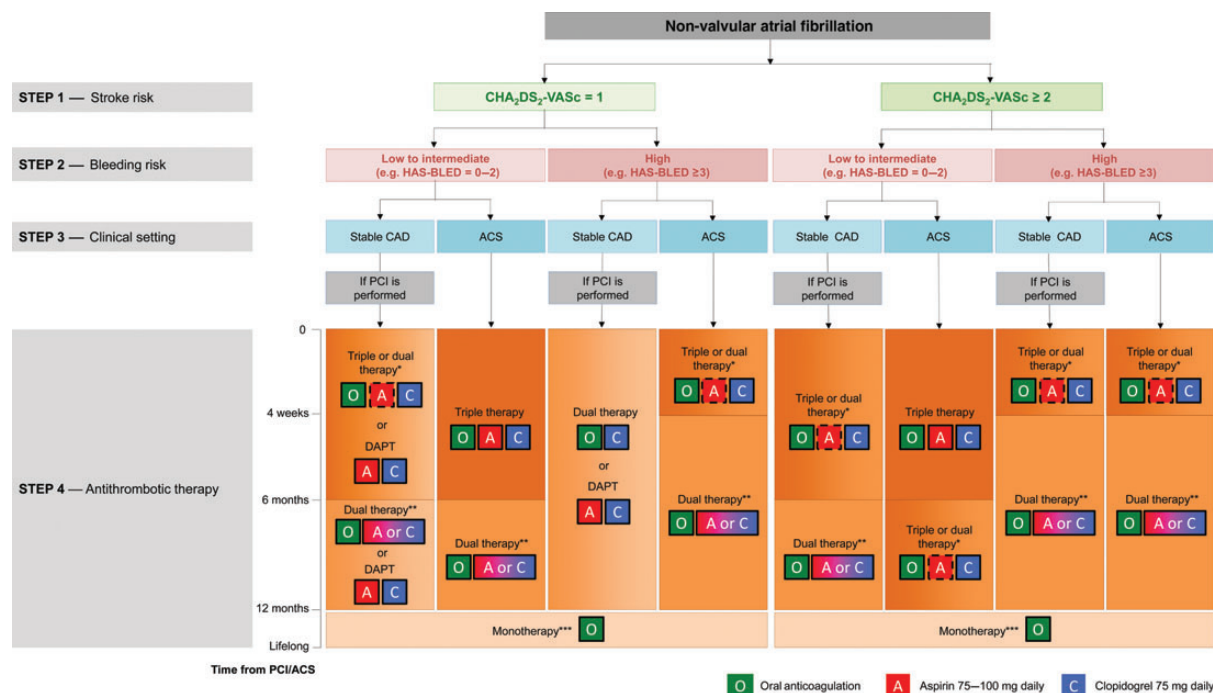 Non-valvular atrial fibrillation
STEP 1 — Stroke risk
CHA₂DS₂-VASc = 1
CHA₂DS₂-VASc ≥ 2
STEP 2 — Bleeding risk
Low to intermediate
(e.g. HAS-BLED = 0–2)
High
(e.g. HAS-BLED ≥3)
Low to intermediate
(e.g. HAS-BLED = 0–2)
High
(e.g. HAS-BLED ≥3)
STEP 3 — Clinical setting
Stable CAD
ACS
Stable CAD
ACS
Stable CAD
ACS
Stable CAD
ACS
If PCI is
performed
If PCI is
performed
If PCI is
performed
If PCI is
performed
STEP 4 — Antithrombotic therapy
0
4 weeks
6 months
12 months
Lifelong
Time from PCI/ACS
Triple or dual
therapy*
O A C
or
DAPT
A C
Dual therapy**
O A or C
or
DAPT
A C
Triple therapy
O A C
Dual therapy**
O A or C
Dual therapy
O C
or
DAPT
A C
Triple or dual
therapy*
O A C
Dual therapy**
O A or C
Monotherapy*** O
Triple or dual
therapy*
O A C
Dual therapy**
O A or C
Triple therapy
O A C
Triple or dual
therapy*
O A C
Triple or dual
therapy*
O A C
Dual therapy**
O A or C
Triple or dual
therapy*
O A C
Dual therapy**
O A or C
Monotherapy*** O
O Oral anticoagulation
A Aspirin 75–100 mg daily
C Clopidogrel 75 mg daily